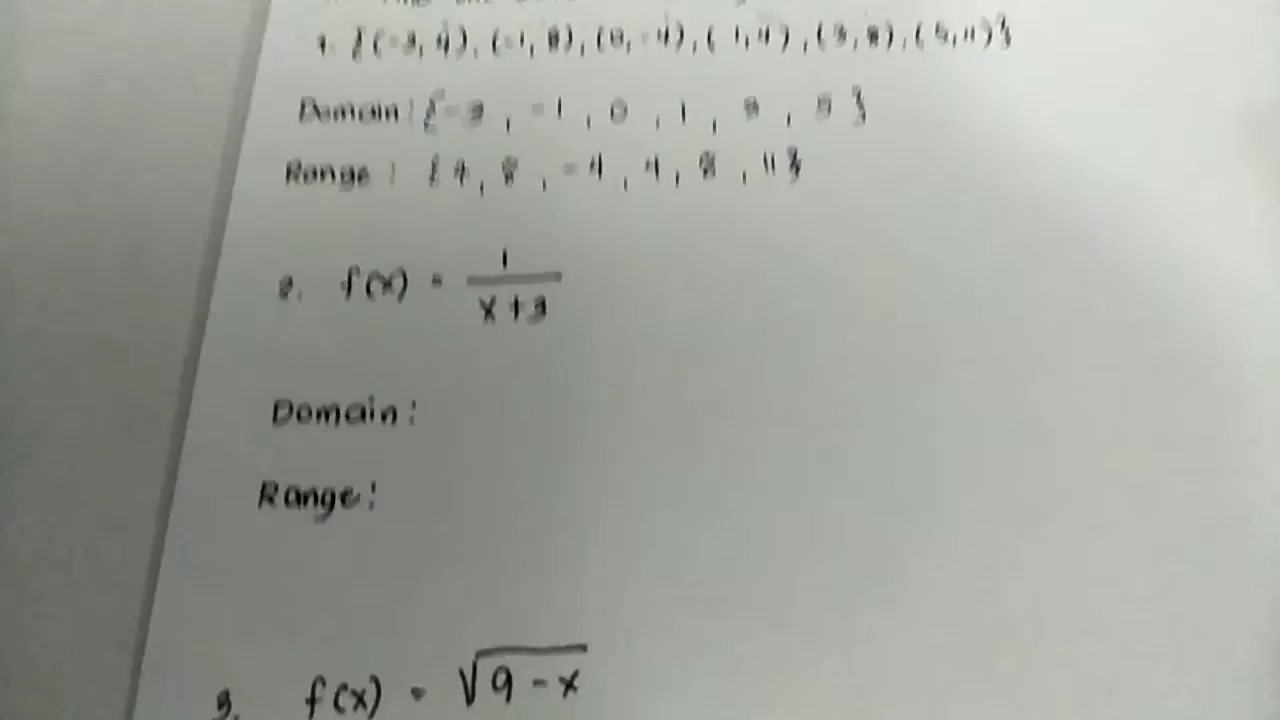 1. {(-3, 4), (-1, 8), (0, -4), (1, 4), (3, 8), (5, 11)}
Domain: {-3, -1, 0, 1, 3, 5}
Range: {4, 8, -4, 4, 8, 11}
2. f(x) = 1/(x+3)
Domain:
Range:
3. f(x) = √(9-x)